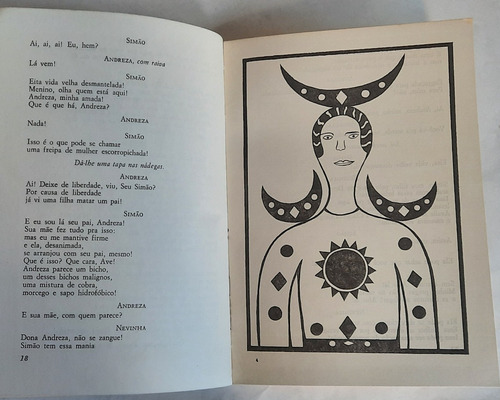 SIMÃO
Ai, ai, ai! Eu, hem?
ANDREZA, com raiva
Lá vem!
SIMÃO
Eita vida velha desmantelada!
Menino, olha quem está aqui!
Andreza, minha amada!
Que é que há, Andreza?
ANDREZA
Nada!
SIMÃO
Isso é o que pode se chamar
uma freipa de mulher escorropichada!
Dá-lhe uma tapa nas nádegas.
ANDREZA
Ai! Deixe de liberdade, viu, Seu Simão?
Por causa de liberdade
já vi uma filha matar um pai!
SIMÃO
E eu sou lá seu pai, Andreza!
Sua mãe fez tudo pra isso:
mas eu me mantive firme
e ela, desanimada,
se arranjou com seu pai, mesmo!
Que é isso? Que cara, Ave!
Andreza parece um bicho,
um desses bichos malignos,
uma mistura de cobra,
morcego e sapo hidrofóbico!
ANDREZA
E sua mãe, com quem parece?
NEVINHA
Dona Andreza, não se zangue!
Simão tem essa mania
18